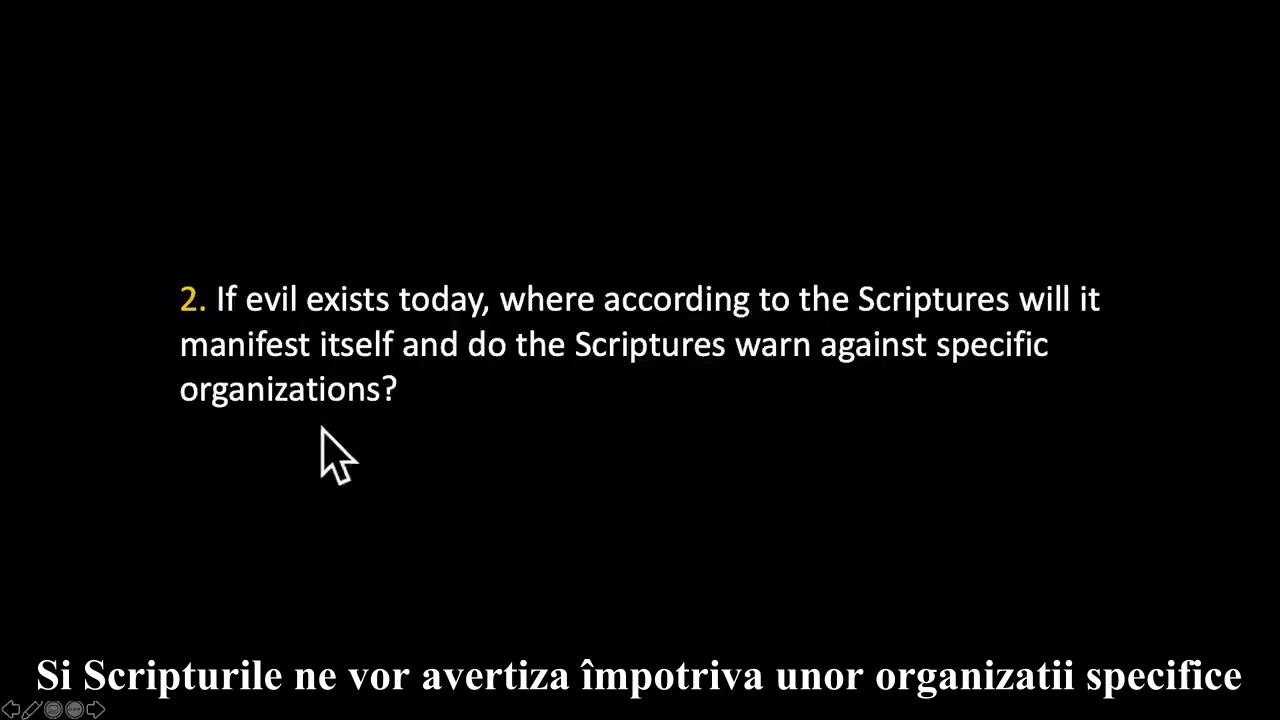 2. If evil exists today, where according to the Scriptures will it
manifest itself and do the Scriptures warn against specific
organizations?
Si Scripturile ne vor avertiza împotriva unor organizatii specifice